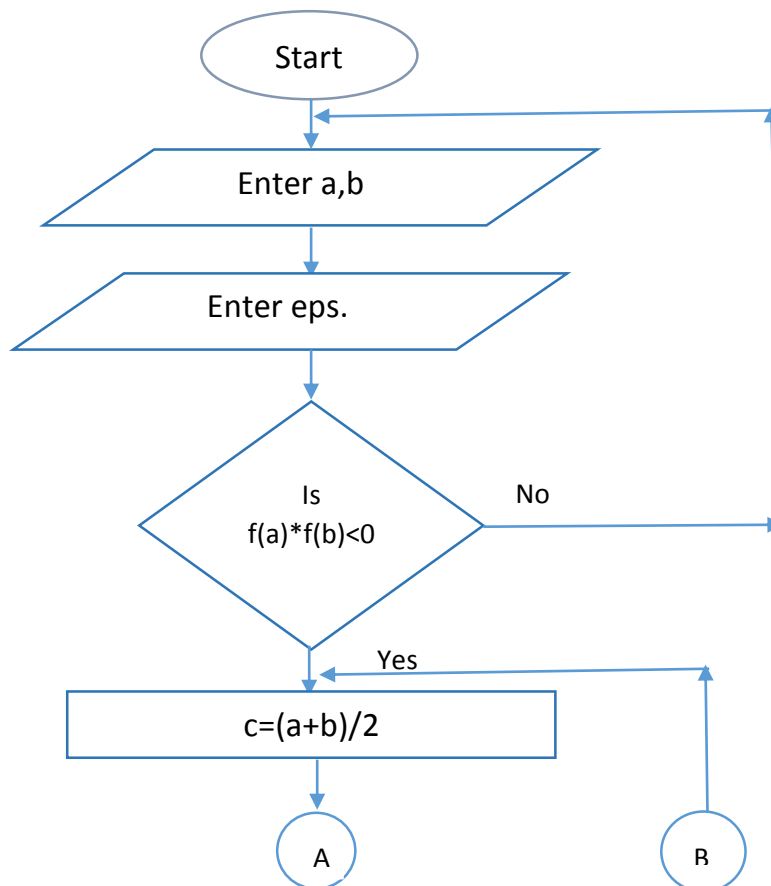 Start
Enter a,b
Enter eps.
Is
f(a)*f(b)<0
No
Yes
c=(a+b)/2
A
B